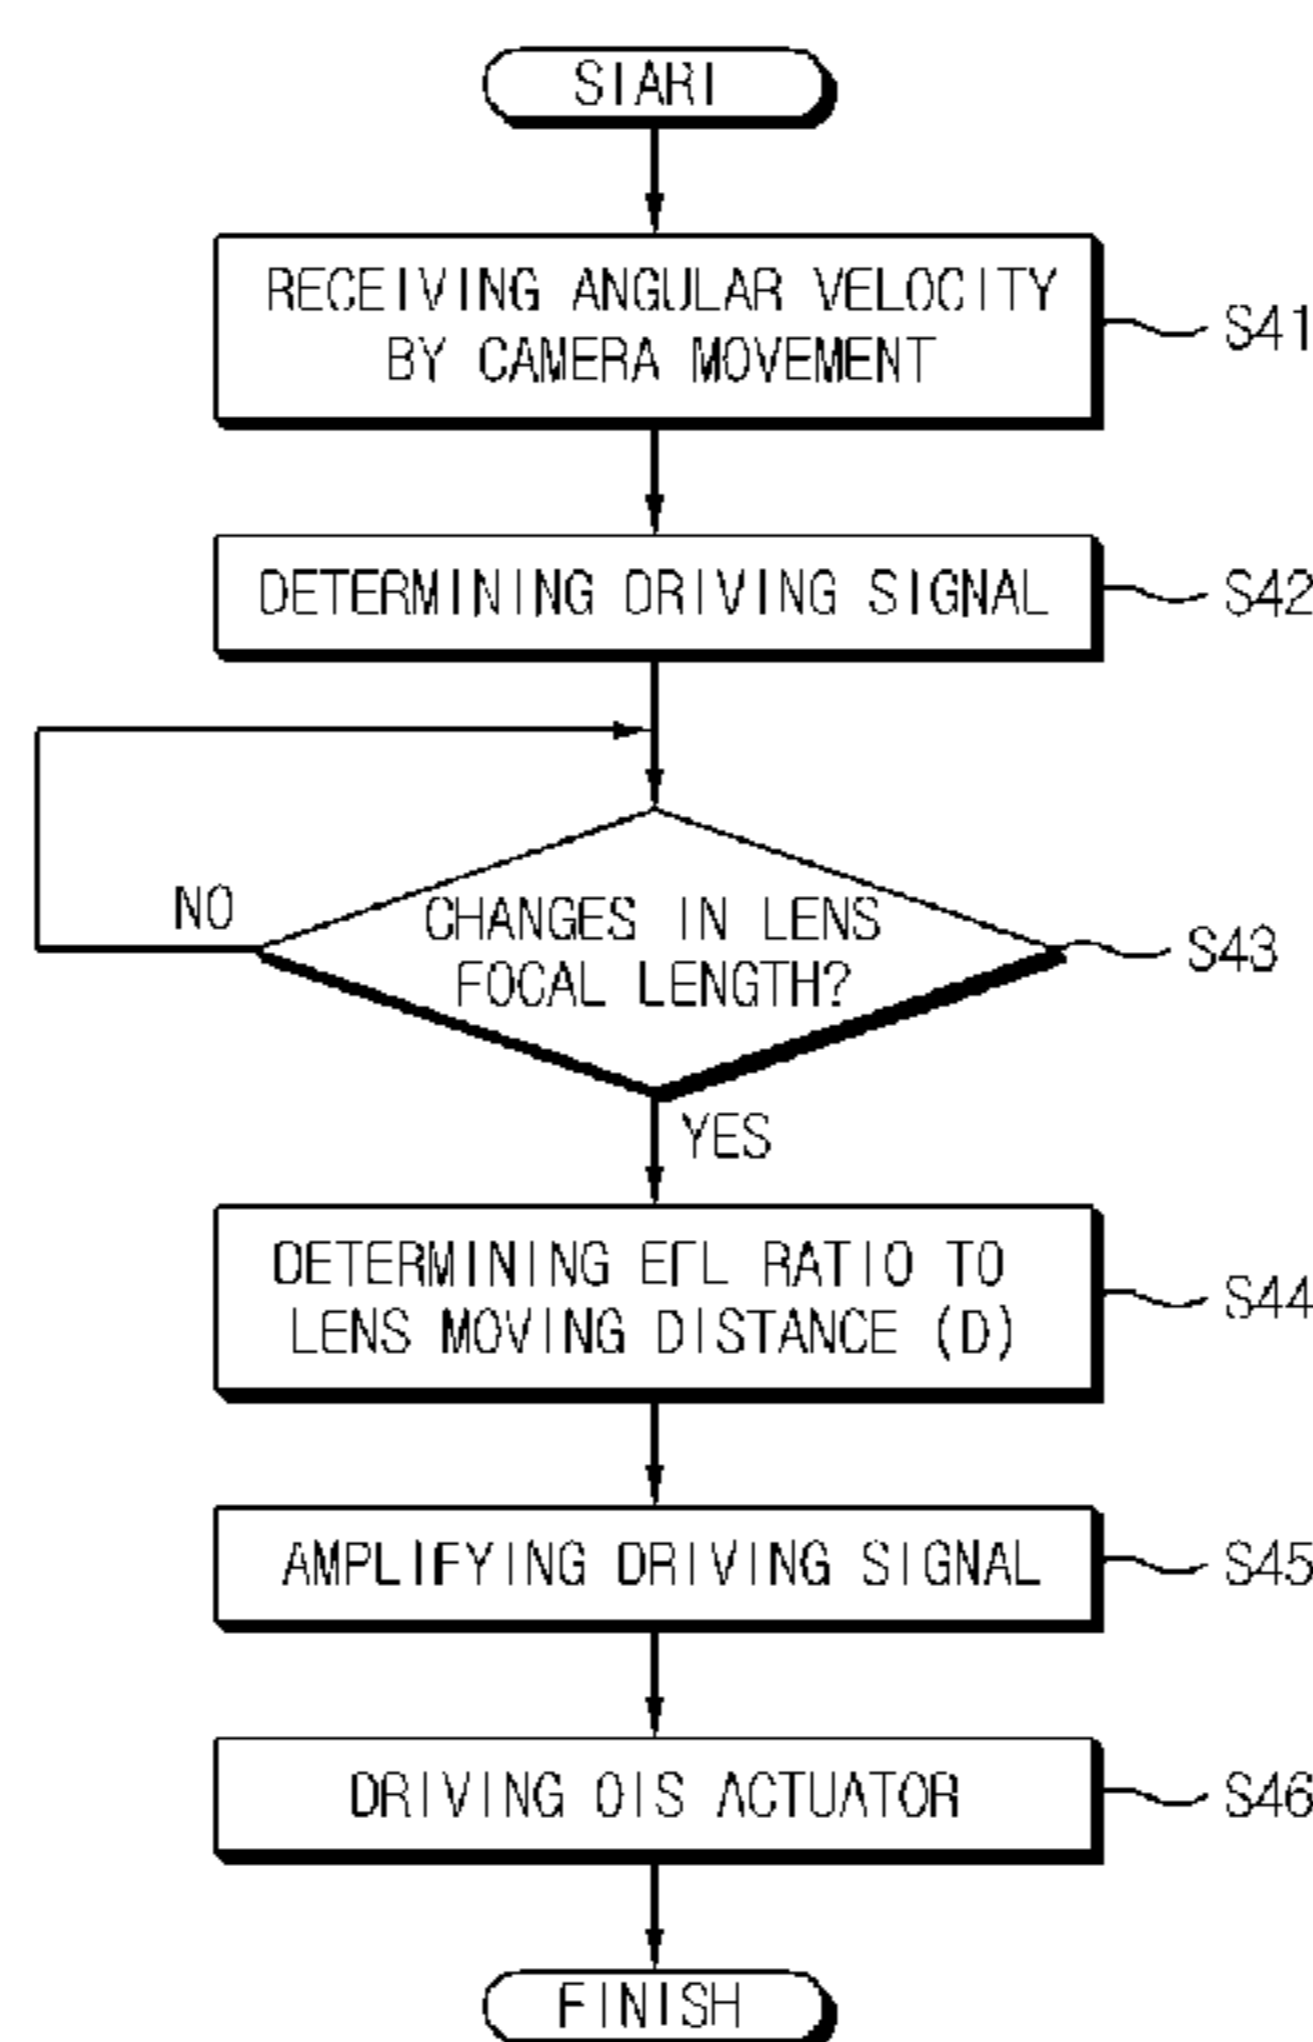 START
RECEIVING ANGULAR VELOCITY
BY CAMERA MOVEMENT
S41
DETERMINING DRIVING SIGNAL
S42
NO
CHANGES IN LENS
FOCAL LENGTH?
S43
YES
DETERMINING EFL RATIO TO
LENS MOVING DISTANCE (D)
S44
AMPLIFYING DRIVING SIGNAL
S45
DRIVING OIS ACTUATOR
S46
FINISH